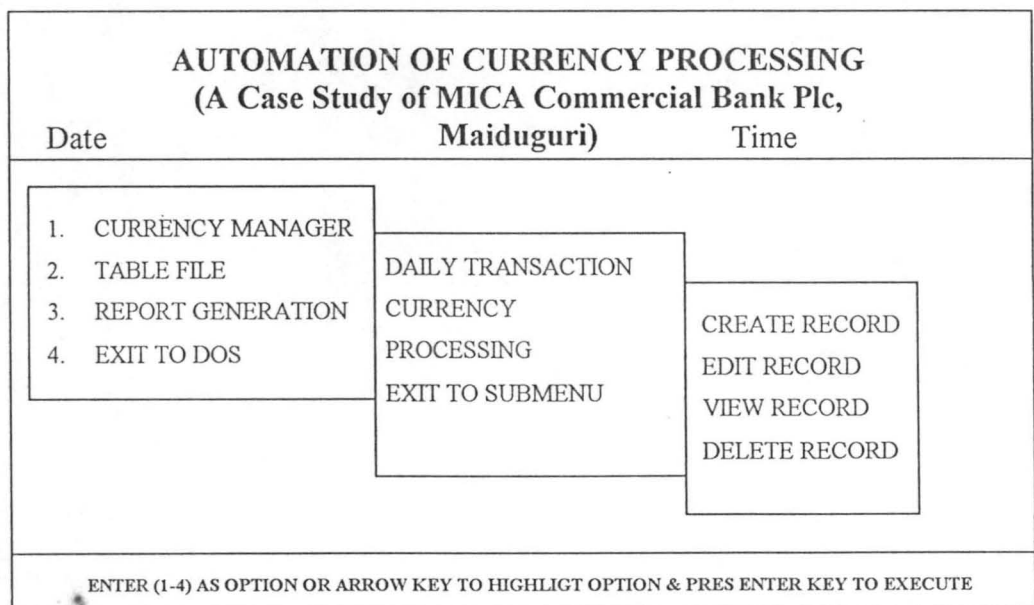 AUTOMATION OF CURRENCY PROCESSING
(A Case Study of MICA Commercial Bank Plc,
Date Maiduguri) Time
1. CURRENCY MANAGER
2. TABLE FILE
3. REPORT GENERATION
4. EXIT TO DOS
DAILY TRANSACTION
CURRENCY
PROCESSING
EXIT TO SUBMENU
CREATE RECORD
EDIT RECORD
VIEW RECORD
DELETE RECORD
ENTER (1-4) AS OPTION OR ARROW KEY TO HIGHLIGT OPTION & PRES ENTER KEY TO EXECUTE